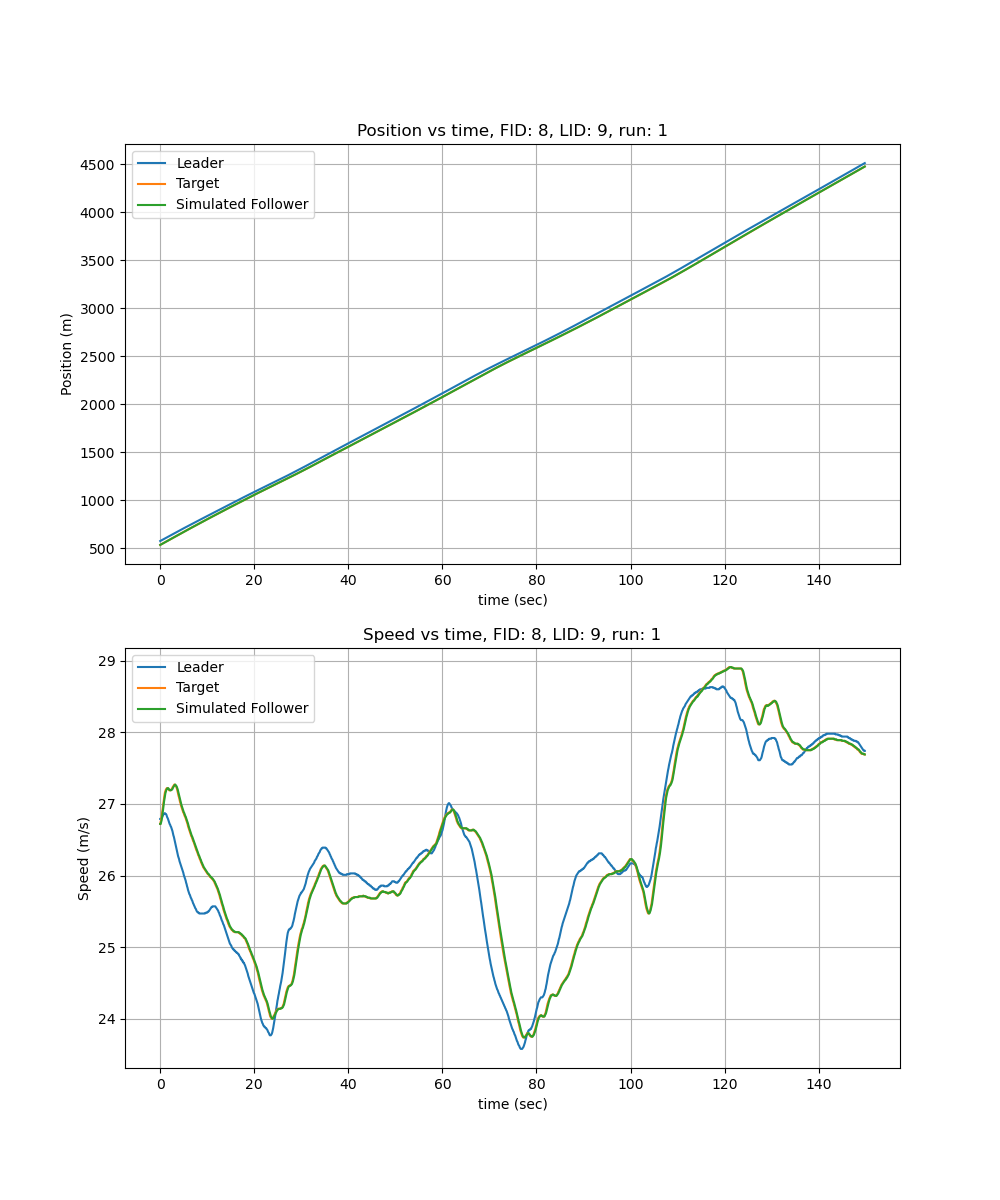 Position vs time, FID: 8, LID: 9, run: 1
Leader
Target
Simulated Follower
4500
4000
3500
3000
2500
2000
1500
1000
500
Position (m)
0 20 40 60 80 100 120 140
time (sec)
Speed vs time, FID: 8, LID: 9, run: 1
Leader
Target
Simulated Follower
29
28
27
26
25
24
Speed (m/s)
0 20 40 60 80 100 120 140
time (sec)